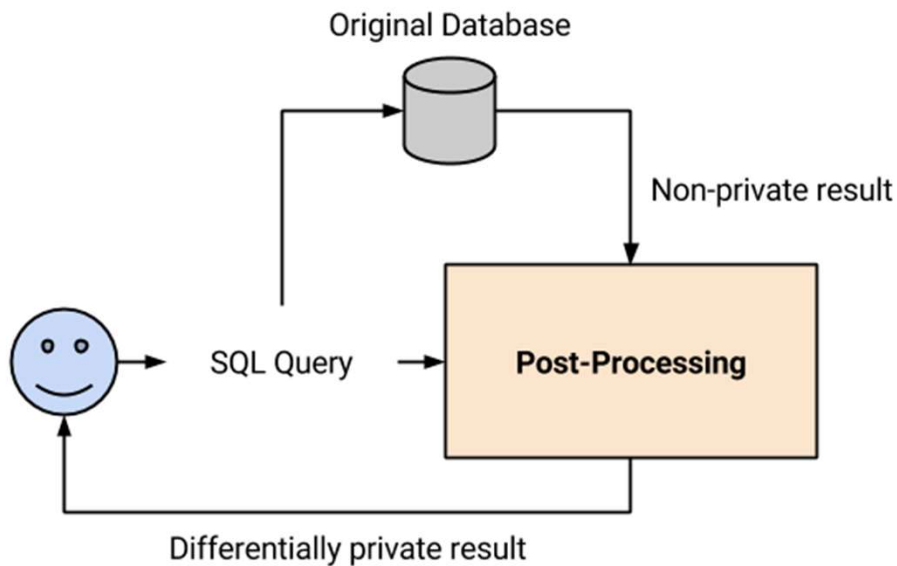 Original Database
Non-private result
SQL Query
Post-Processing
Differentially private result